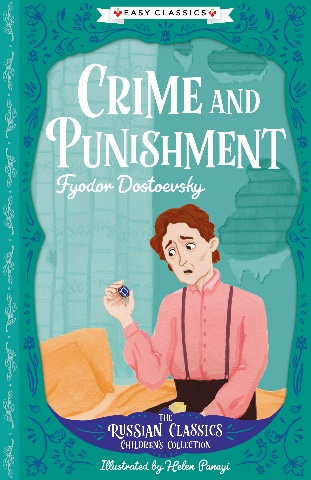 EASY CLASSICS
CRIME AND
PUNISHMENT
Fyodor Dostoevsky
THE
RUSSIAN CLASSICS
CHILDREN'S COLLECTION
Illustrated by Helen Panayi